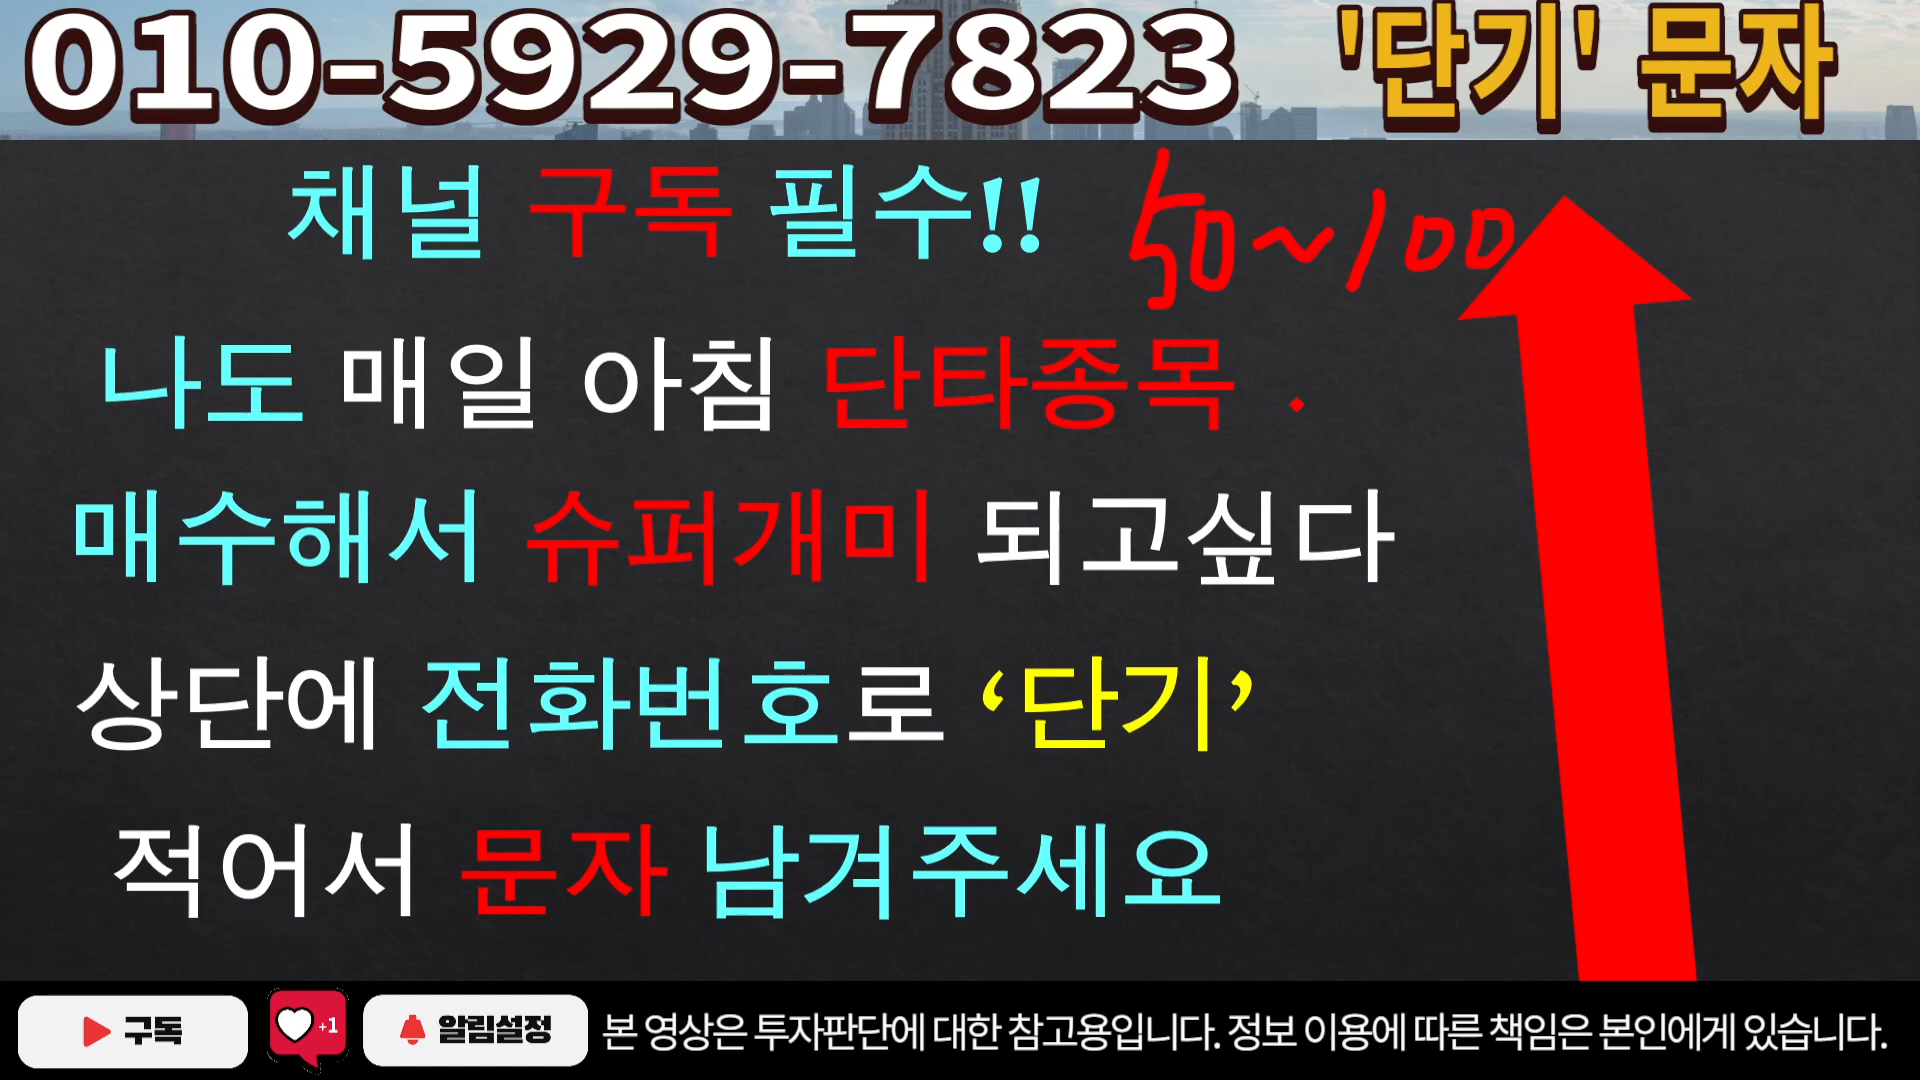 010-5929-7823 '단기' 문자
채널 구독 필수!! 50~100
나도 매일 아침 단타종목 .
매수해서 슈퍼개미 되고싶다
상단에 전화번호로 ‘단기’
적어서 문자 남겨주세요
구독 +1 알림설정 본 영상은 투자판단에 대한 참고용입니다. 정보 이용에 따른 책임은 본인에게 있습니다.